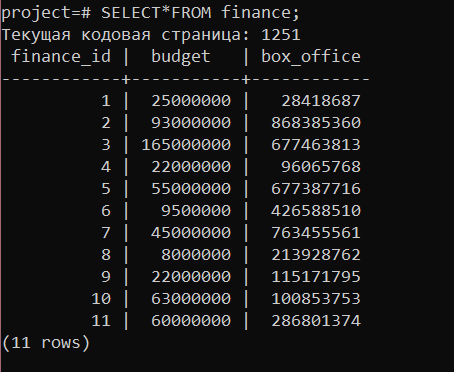 project=# SELECT*FROM finance;
Текущая кодовая страница: 1251
finance_id | budget | box_office
------------+-----------+------------
1 | 25000000 | 28418687
2 | 93000000 | 868385360
3 | 165000000 | 677463813
4 | 22000000 | 96065768
5 | 55000000 | 677387716
6 | 9500000 | 426588510
7 | 45000000 | 763455561
8 | 8000000 | 213928762
9 | 22000000 | 115171795
10 | 63000000 | 100853753
11 | 60000000 | 286801374
(11 rows)